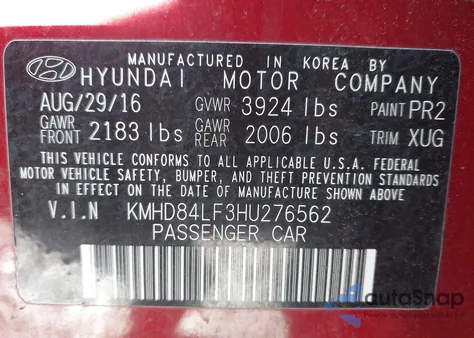 MANUFACTURED IN KOREA BY
HYUNDAI MOTOR COMPANY
AUG/29/16 GVWR 3924 lbs PAINT PR2
GAWR FRONT 2183 lbs GAWR REAR 2006 lbs TRIM XUG
THIS VEHICLE CONFORMS TO ALL APPLICABLE U.S.A. FEDERAL
MOTOR VEHICLE SAFETY, BUMPER, AND THEFT PREVENTION STANDARDS
IN EFFECT ON THE DATE OF MANUFACTURE SHOWN ABOVE.
V.I.N KMHD84LF3HU276562
PASSENGER CAR
autoSnap